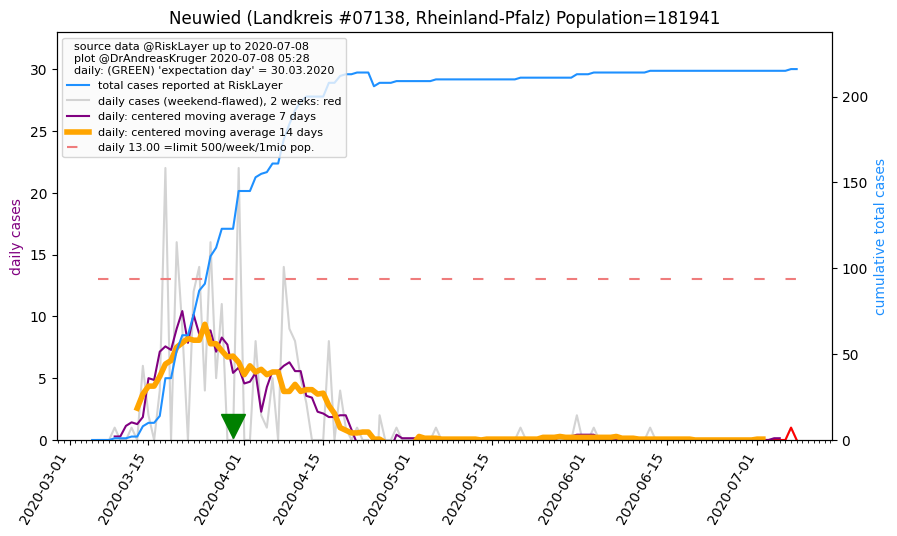 Neuwied (Landkreis #07138, Rheinland-Pfalz) Population=181941
source data @RiskLayer up to 2020-07-08
plot @DrAndreasKruger 2020-07-08 05:28
daily: (GREEN) 'expectation day' = 30.03.2020
total cases reported at RiskLayer
daily cases (weekend-flawed), 2 weeks: red
daily: centered moving average 7 days
daily: centered moving average 14 days
daily 13.00 =limit 500/week/1mio pop.
daily cases
30
25
20
15
10
5
0
200
150
100
50
0
cumulative total cases
2020-03-01
2020-03-15
2020-04-01
2020-04-15
2020-05-01
2020-05-15
2020-06-01
2020-06-15
2020-07-01